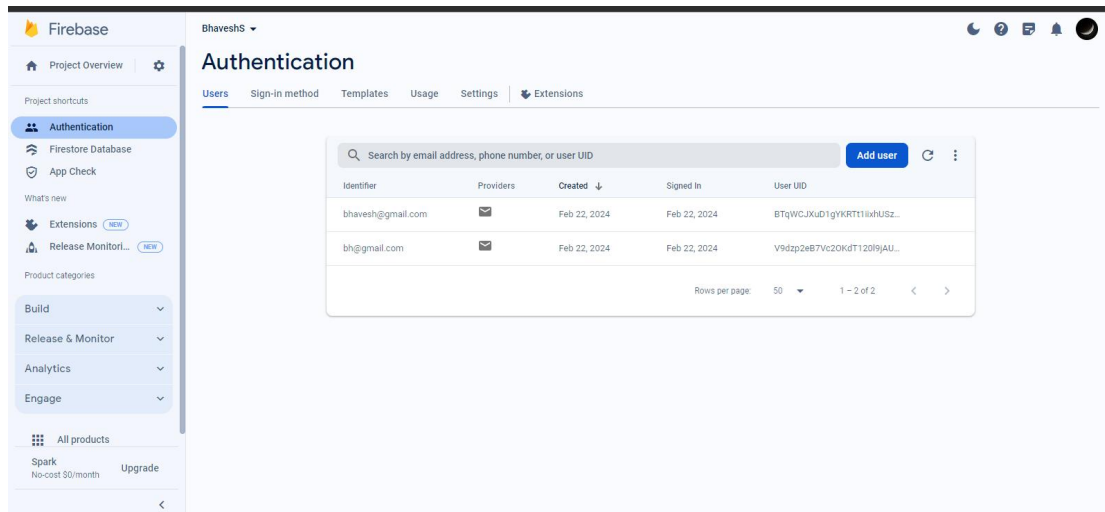 Firebase
Project Overview
Project shortcuts
Authentication
Firestore Database
App Check
What's new
Extensions NEW
Release Monitori... NEW
Product categories
Build
Release & Monitor
Analytics
Engage
All products
Spark
No-cost $0/month
Upgrade
BhaveshS
Authentication
Users Sign-in method Templates Usage Settings Extensions
Search by email address, phone number, or user UID Add user
Identifier Providers Created Signed In User UID
bhavesh@gmail.com Feb 22, 2024 Feb 22, 2024 BTqWCJXuD1gYKRTt1IixhUSz...
bh@gmail.com Feb 22, 2024 Feb 22, 2024 V9dzp2eB7Vc2OKdT120l9jAU...
Rows per page: 50 1 – 2 of 2